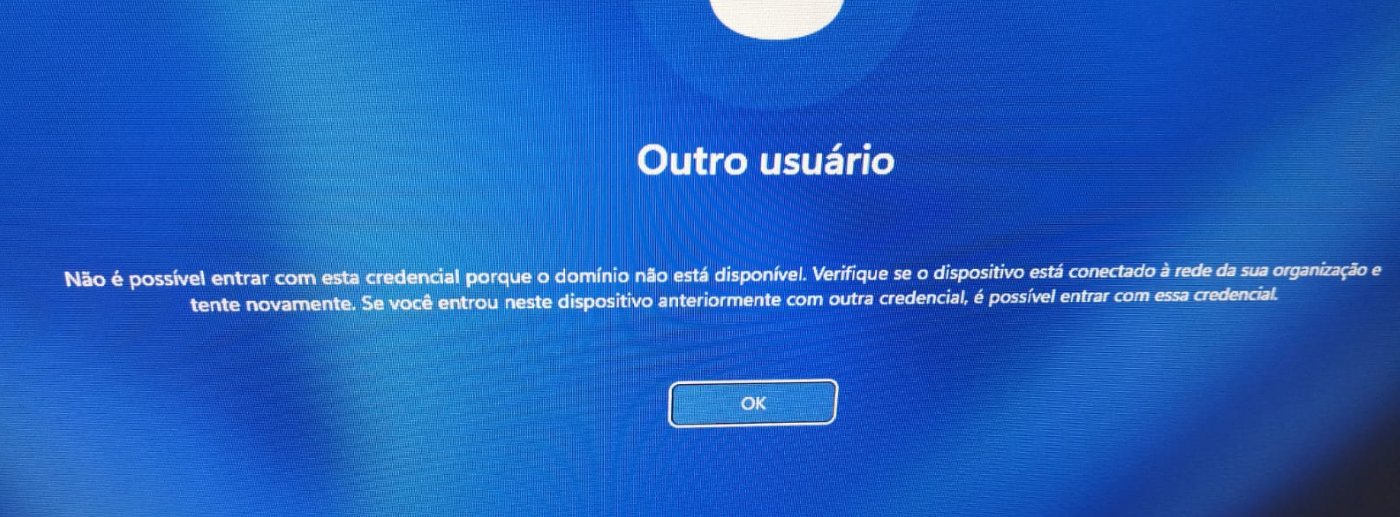 Outro usuário
Não é possível entrar com esta credencial porque o domínio não está disponível. Verifique se o dispositivo está conectado à rede da sua organização e
tente novamente. Se você entrou neste dispositivo anteriormente com outra credencial, é possível entrar com essa credencial.
OK